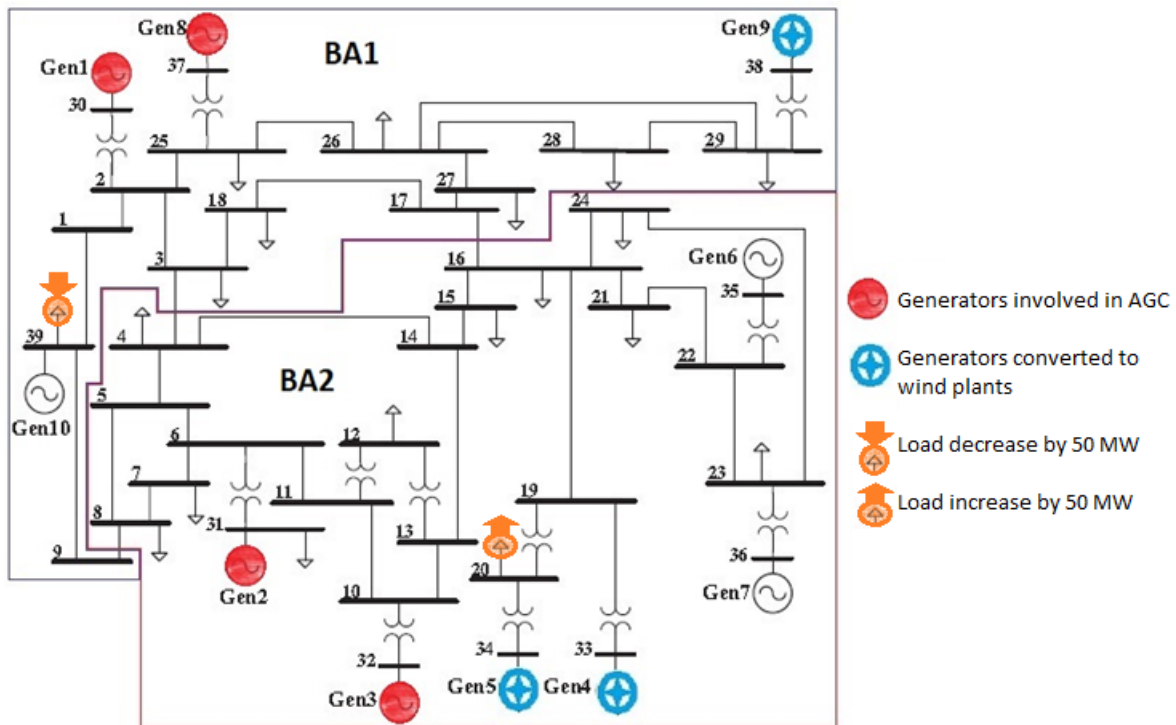 Gen8
BA1
Gen9
Gen1
37
38
30
25
26
28
29
2
18
27
17
24
1
3
16
Gen6
15
21
35
39
4
14
22
Gen10
BA2
5
6
12
7
11
19
23
8
31
13
9
20
36
Gen2
10
Gen7
32
34
33
Gen3
Gen5
Gen4
Generators involved in AGC
Generators converted to
wind plants
Load decrease by 50 MW
Load increase by 50 MW